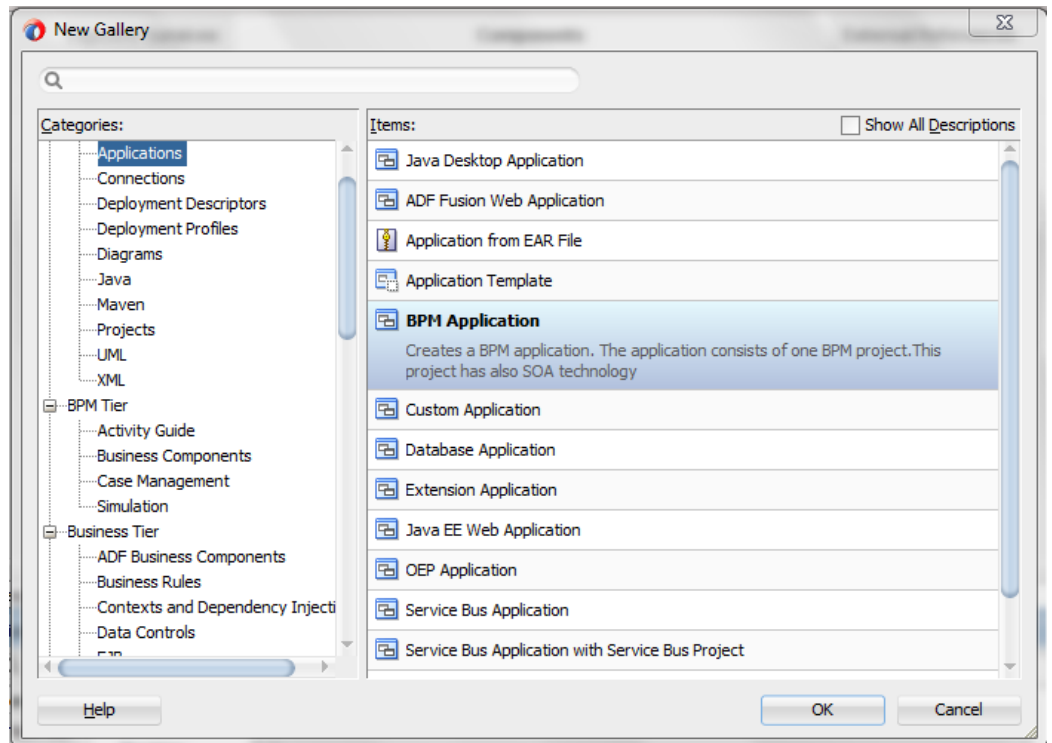 New Gallery
Categories:
Applications
Connections
Deployment Descriptors
Deployment Profiles
Diagrams
Java
Maven
Projects
UML
XML
BPM Tier
Activity Guide
Business Components
Case Management
Simulation
Business Tier
ADF Business Components
Business Rules
Contexts and Dependency Injecti
Data Controls
Items:
Show All Descriptions
Java Desktop Application
ADF Fusion Web Application
Application from EAR File
Application Template
BPM Application
Creates a BPM application. The application consists of one BPM project.This
project has also SOA technology
Custom Application
Database Application
Extension Application
Java EE Web Application
OEP Application
Service Bus Application
Service Bus Application with Service Bus Project
Help
OK
Cancel